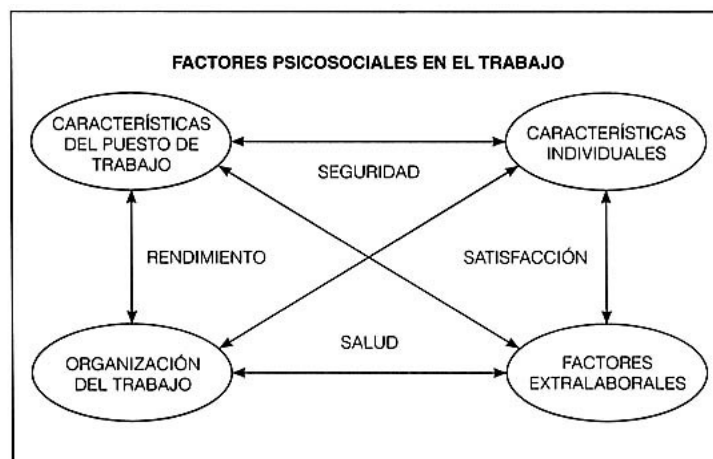 FACTORES PSICOSOCIALES EN EL TRABAJO
CARACTERÍSTICAS
DEL PUESTO DE
TRABAJO
CARACTERÍSTICAS
INDIVIDUALES
SEGURIDAD
RENDIMIENTO
SATISFACCIÓN
SALUD
ORGANIZACIÓN
DEL TRABAJO
FACTORES
EXTRALABORALES